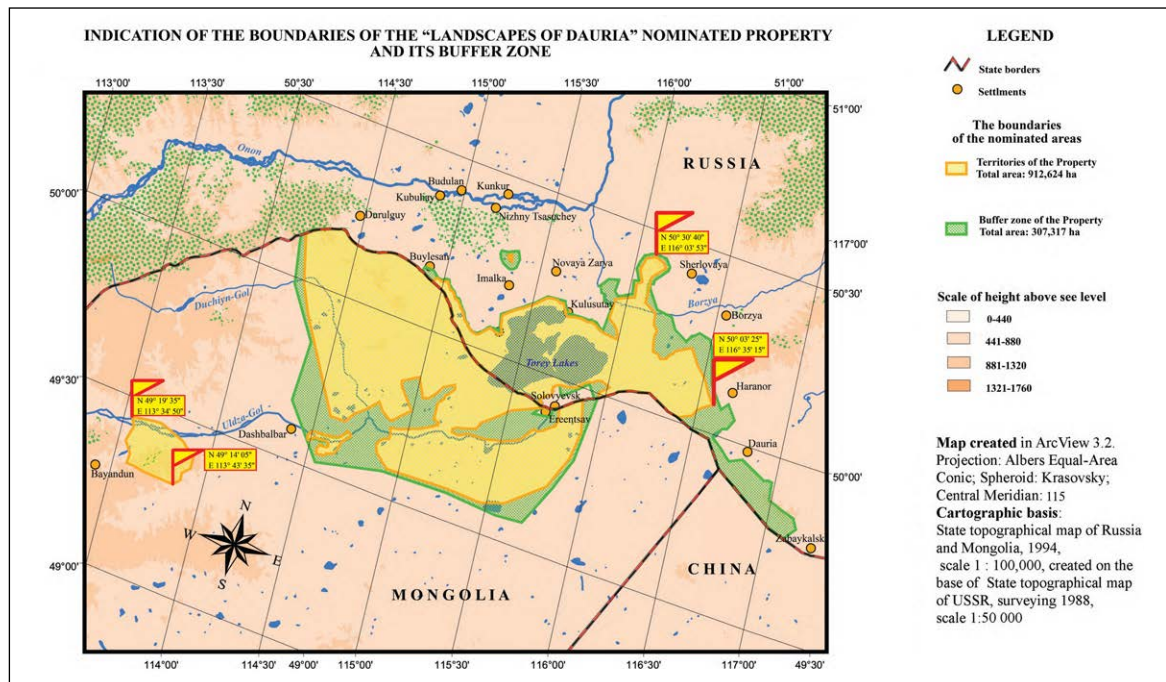 INDICATION OF THE BOUNDARIES OF THE “LANDSCAPES OF DAURIA” NOMINATED PROPERTY
AND ITS BUFFER ZONE
113°00'
113°30'
50°30'
114°30'
115°00'
115°30'
116°00'
51°00'
51°00'
50°00'
117°00'
50°30'
49°30'
50°00'
49°00'
114°00'
114°30'
49°00'
115°00'
115°30'
116°00'
116°30'
117°00'
49°30'
RUSSIA
MONGOLIA
CHINA
Onon
Budulan
Kunkur
Kubuliny
Nizhny Tsasuchey
Durulguy
Buylesan
Imalka
Novaya Zarya
Kulusutay
Sherlovaya
Borzya
Borzya
Duchiyn-Gol
Torey Lakes
Haranor
Solovyevsk
Ereentsav
Uldza-Gol
Dashbalbar
Bayandun
Dauria
Zabaykalsk
N 50° 30' 40"
E 116° 03' 53"
N 50° 03' 25"
E 116° 35' 15"
N 49° 19' 35"
E 113° 34' 50"
N 49° 14' 05"
E 113° 43' 35"
N
W
E
S
LEGEND
State borders
Settlments
The boundaries
of the nominated areas
Territories of the Property
Total area: 912,624 ha
Buffer zone of the Property
Total area: 307,317 ha
Scale of height above see level
0-440
441-880
881-1320
1321-1760
Map created in ArcView 3.2.
Projection: Albers Equal-Area
Conic; Spheroid: Krasovsky;
Central Meridian: 115
Cartographic basis:
State topographical map of Russia
and Mongolia, 1994,
scale 1 : 100,000, created on the
base of State topographical map
of USSR, surveying 1988,
scale 1:50 000